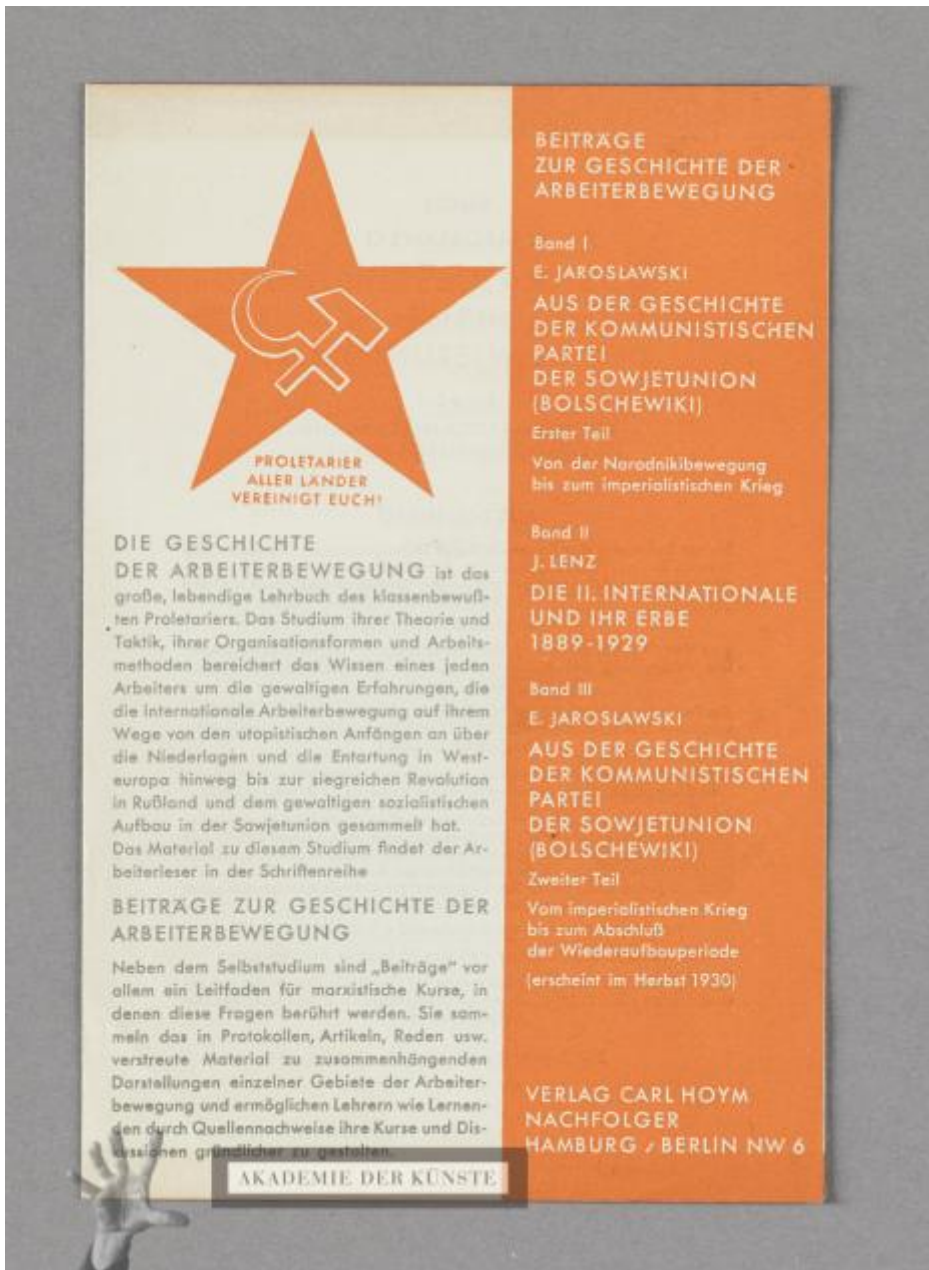 PROLETARIER
ALLER LÄNDER
VEREINIGT EUCH!
DIE GESCHICHTE
DER ARBEITERBEWEGUNG ist das
große, lebendige Lehrbuch des klassenbewuß-
ten Proletariers. Das Studium ihrer Theorie und
Taktik, ihrer Organisationsformen und Arbeits-
methoden bereichert das Wissen eines jeden
Arbeiters um die gewaltigen Erfahrungen, die
die internationale Arbeiterbewegung auf ihrem
Wege von den utopistischen Anfängen an über
die Niederlagen und die Entartung in West-
europa hinweg bis zur siegreichen Revolution
in Rußland und dem gewaltigen sozialistischen
Aufbau in der Sowjetunion gesammelt hat.
Das Material zu diesem Studium findet der Ar-
beiterleser in der Schriftenreihe
BEITRÄGE ZUR GESCHICHTE DER
ARBEITERBEWEGUNG
Neben dem Selbststudium sind „Beiträge“ vor
allem ein Leitfaden für marxistische Kurse, in
denen diese Fragen berührt werden. Sie sam-
meln das in Protokollen, Artikeln, Reden usw.
verstreute Material zu zusammenhängenden
Darstellungen einzelner Gebiete der Arbeiter-
bewegung und ermöglichen Lehrern wie Lernen-
den durch Quellennachweise ihre Kurse und Dis-
kussionen gründlicher zu gestalten.
BEITRÄGE
ZUR GESCHICHTE DER
ARBEITERBEWEGUNG
Band I
E. JAROSLAWSKI
AUS DER GESCHICHTE
DER KOMMUNISTISCHEN
PARTEI
DER SOWJETUNION
(BOLSCHEWIKI)
Erster Teil
Von der Narodnikibewegung
bis zum imperialistischen Krieg
Band II
J. LENZ
DIE II. INTERNATIONALE
UND IHR ERBE
1889-1929
Band III
E. JAROSLAWSKI
AUS DER GESCHICHTE
DER KOMMUNISTISCHEN
PARTEI
DER SOWJETUNION
(BOLSCHEWIKI)
Zweiter Teil
Vom imperialistischen Krieg
bis zum Abschluß
der Wiederaufbauperiode
(erscheint im Herbst 1930)
VERLAG CARL HOYM
NACHFOLGER
HAMBURG / BERLIN NW 6
AKADEMIE DER KÜNSTE